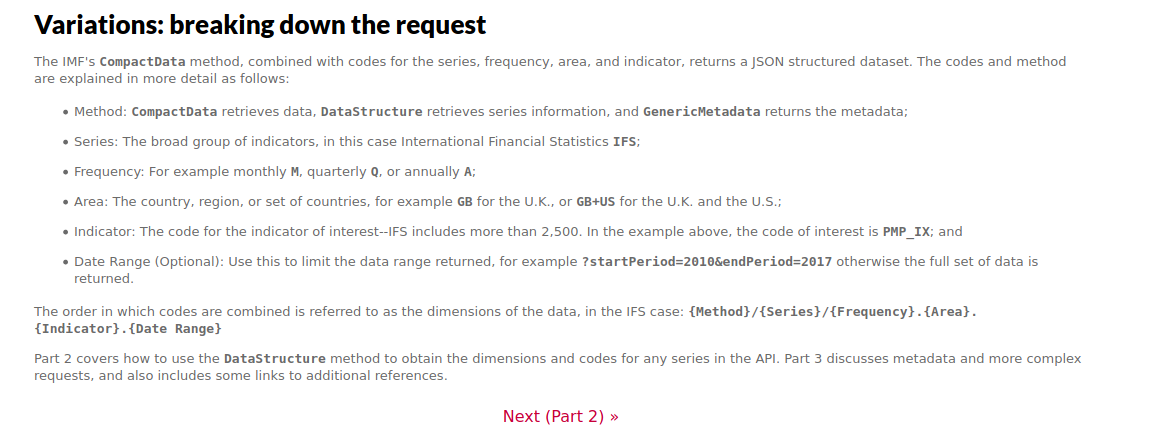 Variations: breaking down the request
The IMF's CompactData method, combined with codes for the series, frequency, area, and indicator, returns a JSON structured dataset. The codes and method
are explained in more detail as follows:
• Method: CompactData retrieves data, DataStructure retrieves series information, and GenericMetadata returns the metadata;
• Series: The broad group of indicators, in this case International Financial Statistics IFS;
• Frequency: For example monthly M, quarterly Q, or annually A;
• Area: The country, region, or set of countries, for example GB for the U.K., or GB+US for the U.K. and the U.S.;
• Indicator: The code for the indicator of interest--IFS includes more than 2,500. In the example above, the code of interest is PMP_IX; and
• Date Range (Optional): Use this to limit the data range returned, for example ?startPeriod=2010&endPeriod=2017 otherwise the full set of data is
returned.
The order in which codes are combined is referred to as the dimensions of the data, in the IFS case: {Method}/{Series}/{Frequency}.{Area}.
{Indicator}.{Date Range}
Part 2 covers how to use the DataStructure method to obtain the dimensions and codes for any series in the API. Part 3 discusses metadata and more complex
requests, and also includes some links to additional references.
Next (Part 2) »